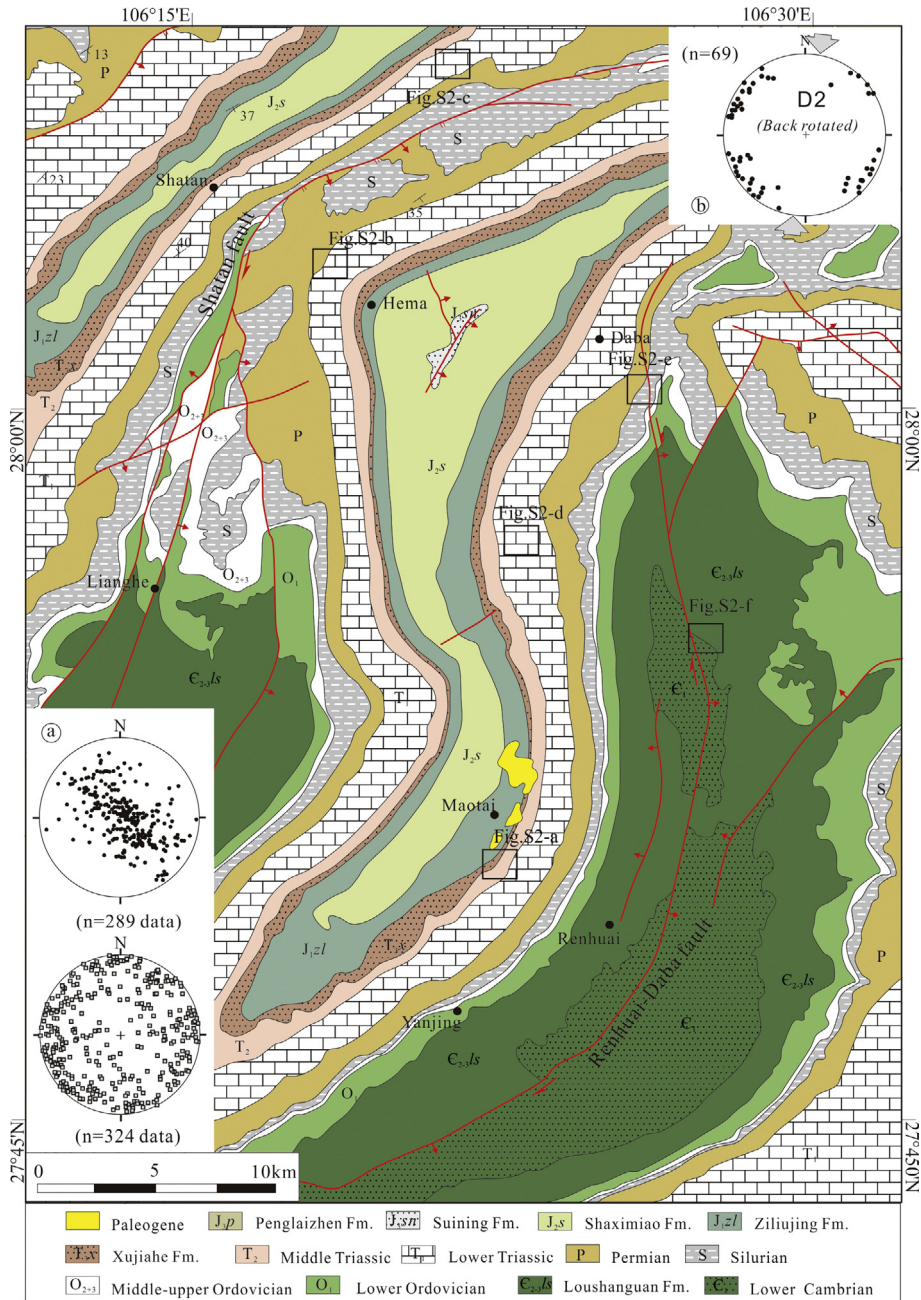 106°15′
106°30′
13
P
(n=69)
N
D2
(Back rotated)
b
J₂s
37
Fig.S2-c
S
S
23
Shatan
40
35
Shatan fault
Fig.S2-b
Hema
J₃sn
Daba
Fig.S2-e
J₁zl
T₃x
T₂
S
O₂₊₃
O₂₊₃
P
P
28°00′N
28°00′N
T₁
J₂s
S
Fig.S2-d
S
O₂₊₃
O₁
Lianghe
Є₂₋₃ls
Fig.S2-f
Є₂₋₃ls
T₁
Є₁
a
N
J₂s
Maotai
S
Fig.S2-a
(n=289 data)
Renhuai
N
J₁zl
T₃x
P
Renhuai-Daba fault
Є₂₋₃ls
Yanjing
Є₁
T₂
Є₂₋₃ls
O₁
(n=324 data)
27°45′N
27°450′N
T₁
0 5 10km
Paleogene
J₃p Penglaizhen Fm.
J₃sn Suining Fm.
J₂s Shaximiao Fm.
J₁zl Ziliujing Fm.
T₃x Xujiahe Fm.
T₂ Middle Triassic
Lower Triassic
P Permian
S Silurian
O₂₊₃ Middle-upper Ordovician
O₁ Lower Ordovician
Є₂₋₃ls Loushanguan Fm.
Є₁ Lower Cambrian